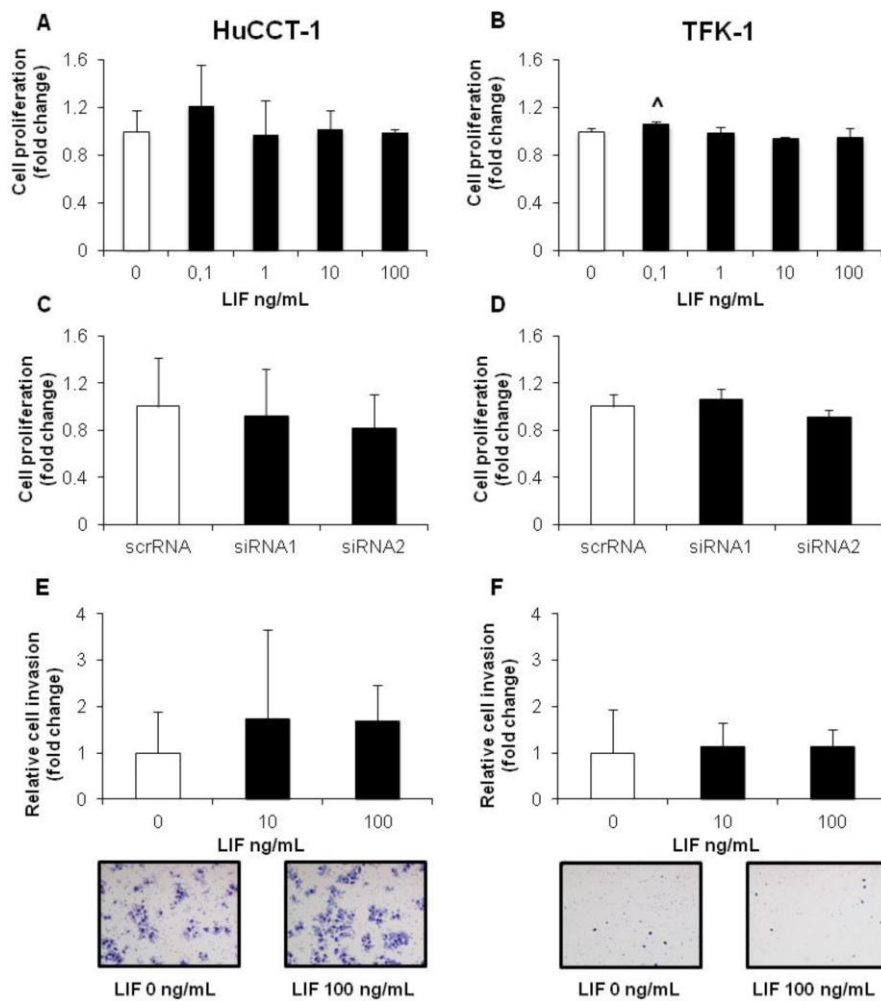 A
HuCCT-1
Cell proliferation
(fold change)
1.6
1.2
0.8
0.4
0
0
0,1
1
10
100
LIF ng/mL
B
TFK-1
Cell proliferation
(fold change)
1.6
1.2
0.8
0.4
0
^
0
0,1
1
10
100
LIF ng/mL
C
Cell proliferation
(fold change)
1.6
1.2
0.8
0.4
0
scrRNA
siRNA1
siRNA2
D
Cell proliferation
(fold change)
1.6
1.2
0.8
0.4
0
scrRNA
siRNA1
siRNA2
E
Relative cell invasion
(fold change)
4
3
2
1
0
0
10
100
LIF ng/mL
LIF 0 ng/mL
LIF 100 ng/mL
F
Relative cell invasion
(fold change)
4
3
2
1
0
0
10
100
LIF ng/mL
LIF 0 ng/mL
LIF 100 ng/mL